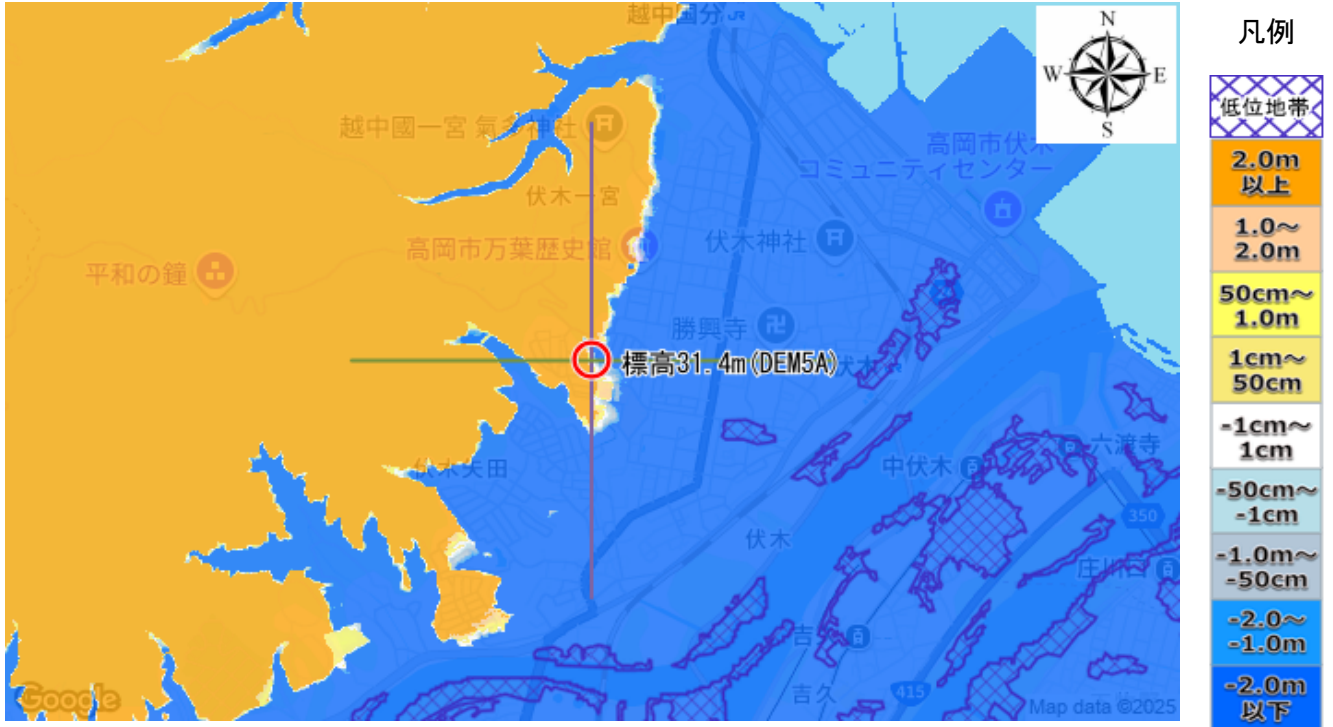 越中国分
越中國一宮 氣多神社
伏木一宮
高岡市伏木
コミュニティセンター
高岡市万葉歴史館
伏木神社
平和の鐘
勝興寺
標高31.4m(DEM5A)
伏木
伏木矢田
中伏木
六渡寺
350
伏木
庄川口
吉久
415
Google
Map data ©2025
N
W
E
S
凡例
低位地帯
2.0m
以上
1.0～
2.0m
50cm～
1.0m
1cm～
50cm
-1cm～
1cm
-50cm～
-1cm
-1.0m～
-50cm
-2.0～
-1.0m
-2.0m
以下